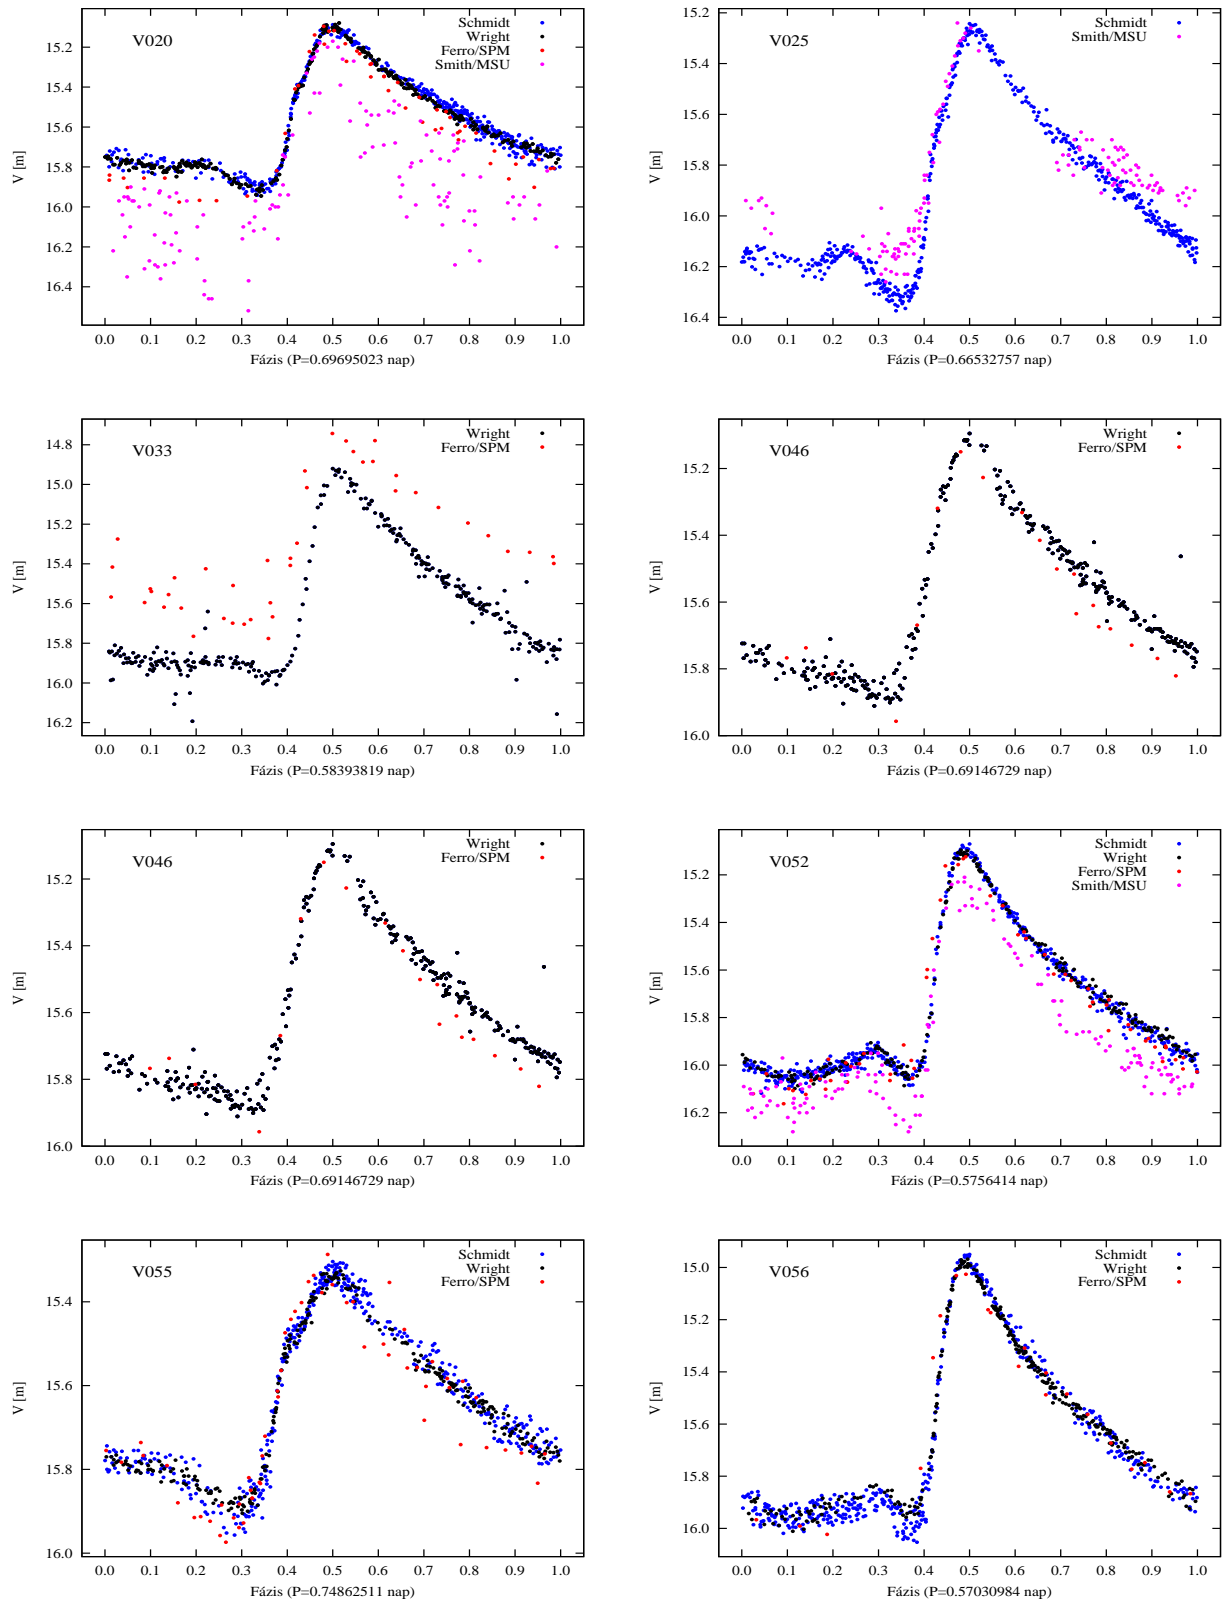 V020
Schmidt
Wright
Ferro/SPM
Smith/MSU
V [m]
15.2
15.4
15.6
15.8
16.0
16.2
16.4
0.0 0.1 0.2 0.3 0.4 0.5 0.6 0.7 0.8 0.9 1.0
Fázis (P=0.69695023 nap)
V025
Schmidt
Smith/MSU
V [m]
15.2
15.4
15.6
15.8
16.0
16.2
16.4
0.0 0.1 0.2 0.3 0.4 0.5 0.6 0.7 0.8 0.9 1.0
Fázis (P=0.66532757 nap)
V033
Wright
Ferro/SPM
V [m]
14.8
15.0
15.2
15.4
15.6
15.8
16.0
16.2
0.0 0.1 0.2 0.3 0.4 0.5 0.6 0.7 0.8 0.9 1.0
Fázis (P=0.58393819 nap)
V046
Wright
Ferro/SPM
V [m]
15.2
15.4
15.6
15.8
16.0
0.0 0.1 0.2 0.3 0.4 0.5 0.6 0.7 0.8 0.9 1.0
Fázis (P=0.69146729 nap)
V046
Wright
Ferro/SPM
V [m]
15.2
15.4
15.6
15.8
16.0
0.0 0.1 0.2 0.3 0.4 0.5 0.6 0.7 0.8 0.9 1.0
Fázis (P=0.69146729 nap)
V052
Schmidt
Wright
Ferro/SPM
Smith/MSU
V [m]
15.2
15.4
15.6
15.8
16.0
16.2
0.0 0.1 0.2 0.3 0.4 0.5 0.6 0.7 0.8 0.9 1.0
Fázis (P=0.5756414 nap)
V055
Schmidt
Wright
Ferro/SPM
V [m]
15.4
15.6
15.8
16.0
0.0 0.1 0.2 0.3 0.4 0.5 0.6 0.7 0.8 0.9 1.0
Fázis (P=0.74862511 nap)
V056
Schmidt
Wright
Ferro/SPM
V [m]
15.0
15.2
15.4
15.6
15.8
16.0
0.0 0.1 0.2 0.3 0.4 0.5 0.6 0.7 0.8 0.9 1.0
Fázis (P=0.57030984 nap)